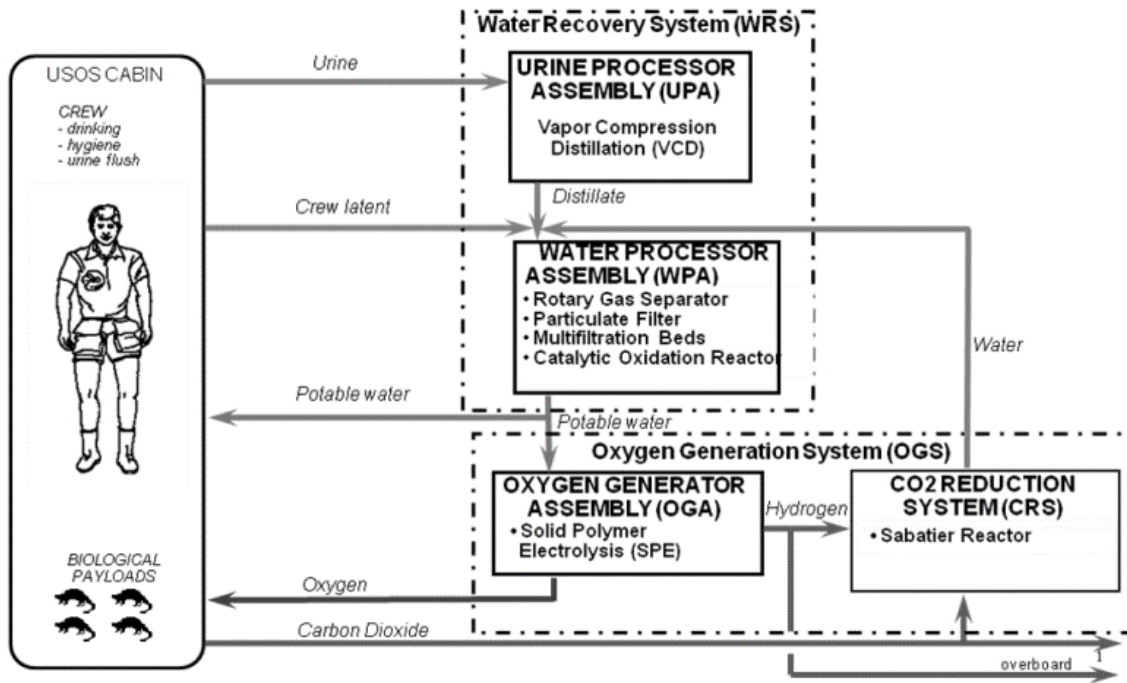 Water Recovery System (WRS)
USOS CABIN
CREW
- drinking
- hygiene
- urine flush
Urine
URINE PROCESSOR
ASSEMBLY (UPA)
Vapor Compression
Distillation (VCD)
Distillate
Crew latent
WATER PROCESSOR
ASSEMBLY (WPA)
• Rotary Gas Separator
• Particulate Filter
• Multifiltration Beds
• Catalytic Oxidation Reactor
Water
Potable water
Potable water
Oxygen Generation System (OGS)
OXYGEN GENERATOR
ASSEMBLY (OGA)
• Solid Polymer
Electrolysis (SPE)
Hydrogen
CO2 REDUCTION
SYSTEM (CRS)
• Sabatier Reactor
BIOLOGICAL
PAYLOADS
Oxygen
Carbon Dioxide
1
overboard